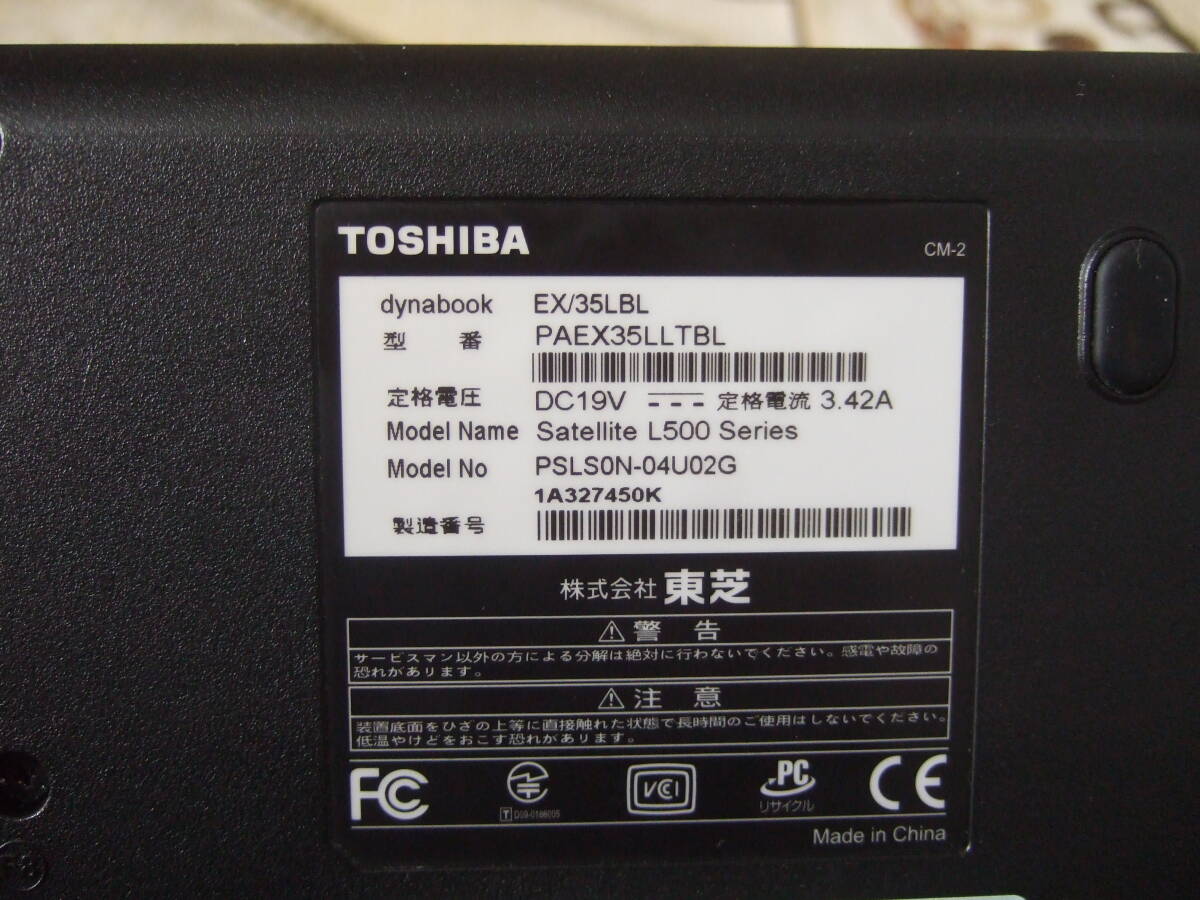 TOSHIBA
CM-2
dynabook EX/35LBL
型 番 PAEX35LLTBL
定格電圧 DC19V 定格電流 3.42A
Model Name Satellite L500 Series
Model No PSLS0N-04U02G
1A327450K
製造番号
株式会社 東芝
⚠警 告
サービスマン以外の方による分解は絶対に行わないでください。感電や故障の
恐れがあります。
⚠注 意
装置底面をひざの上等に直接触れた状態で長時間のご使用はしないでください。
低温やけどをおこす恐れがあります。
FC VCI PC CE
T D09-0186005 リサイクル
Made in China